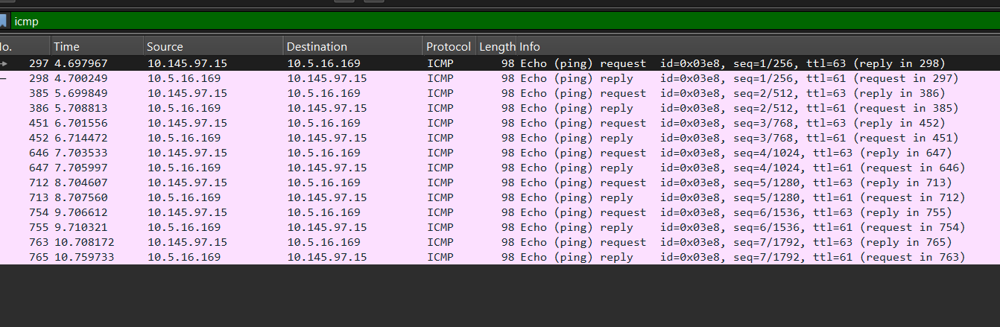 icmp
No. Time Source Destination Protocol Length Info
297 4.697967 10.145.97.15 10.5.16.169 ICMP 98 Echo (ping) request id=0x03e8, seq=1/256, ttl=63 (reply in 298)
298 4.700249 10.5.16.169 10.145.97.15 ICMP 98 Echo (ping) reply id=0x03e8, seq=1/256, ttl=61 (request in 297)
385 5.699849 10.145.97.15 10.5.16.169 ICMP 98 Echo (ping) request id=0x03e8, seq=2/512, ttl=63 (reply in 386)
386 5.708813 10.5.16.169 10.145.97.15 ICMP 98 Echo (ping) reply id=0x03e8, seq=2/512, ttl=61 (request in 385)
451 6.701556 10.145.97.15 10.5.16.169 ICMP 98 Echo (ping) request id=0x03e8, seq=3/768, ttl=63 (reply in 452)
452 6.714472 10.5.16.169 10.145.97.15 ICMP 98 Echo (ping) reply id=0x03e8, seq=3/768, ttl=61 (request in 451)
646 7.703533 10.145.97.15 10.5.16.169 ICMP 98 Echo (ping) request id=0x03e8, seq=4/1024, ttl=63 (reply in 647)
647 7.705997 10.5.16.169 10.145.97.15 ICMP 98 Echo (ping) reply id=0x03e8, seq=4/1024, ttl=61 (request in 646)
712 8.704607 10.145.97.15 10.5.16.169 ICMP 98 Echo (ping) request id=0x03e8, seq=5/1280, ttl=63 (reply in 713)
713 8.707560 10.5.16.169 10.145.97.15 ICMP 98 Echo (ping) reply id=0x03e8, seq=5/1280, ttl=61 (request in 712)
754 9.706612 10.145.97.15 10.5.16.169 ICMP 98 Echo (ping) request id=0x03e8, seq=6/1536, ttl=63 (reply in 755)
755 9.710321 10.5.16.169 10.145.97.15 ICMP 98 Echo (ping) reply id=0x03e8, seq=6/1536, ttl=61 (request in 754)
763 10.708172 10.145.97.15 10.5.16.169 ICMP 98 Echo (ping) request id=0x03e8, seq=7/1792, ttl=63 (reply in 765)
765 10.759733 10.5.16.169 10.145.97.15 ICMP 98 Echo (ping) reply id=0x03e8, seq=7/1792, ttl=61 (request in 763)